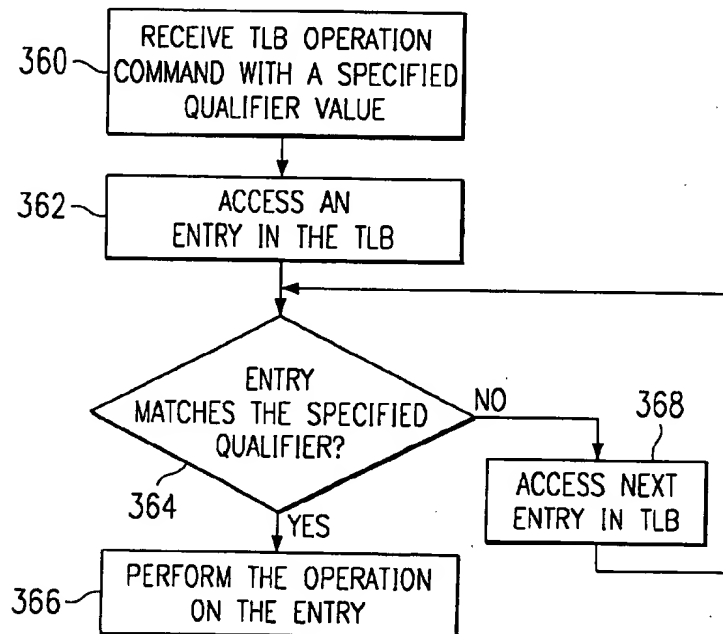 360
RECEIVE TLB OPERATION
COMMAND WITH A SPECIFIED
QUALIFIER VALUE
362
ACCESS AN
ENTRY IN THE TLB
ENTRY
MATCHES THE SPECIFIED
QUALIFIER?
364
NO
368
ACCESS NEXT
ENTRY IN TLB
YES
366
PERFORM THE OPERATION
ON THE ENTRY